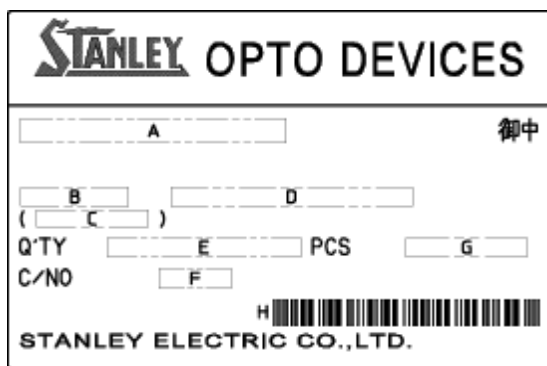 STANLEY OPTO DEVICES
A 御中
B D
( C )
Q'TY E PCS G
C/NO F
H
STANLEY ELECTRIC CO.,LTD.